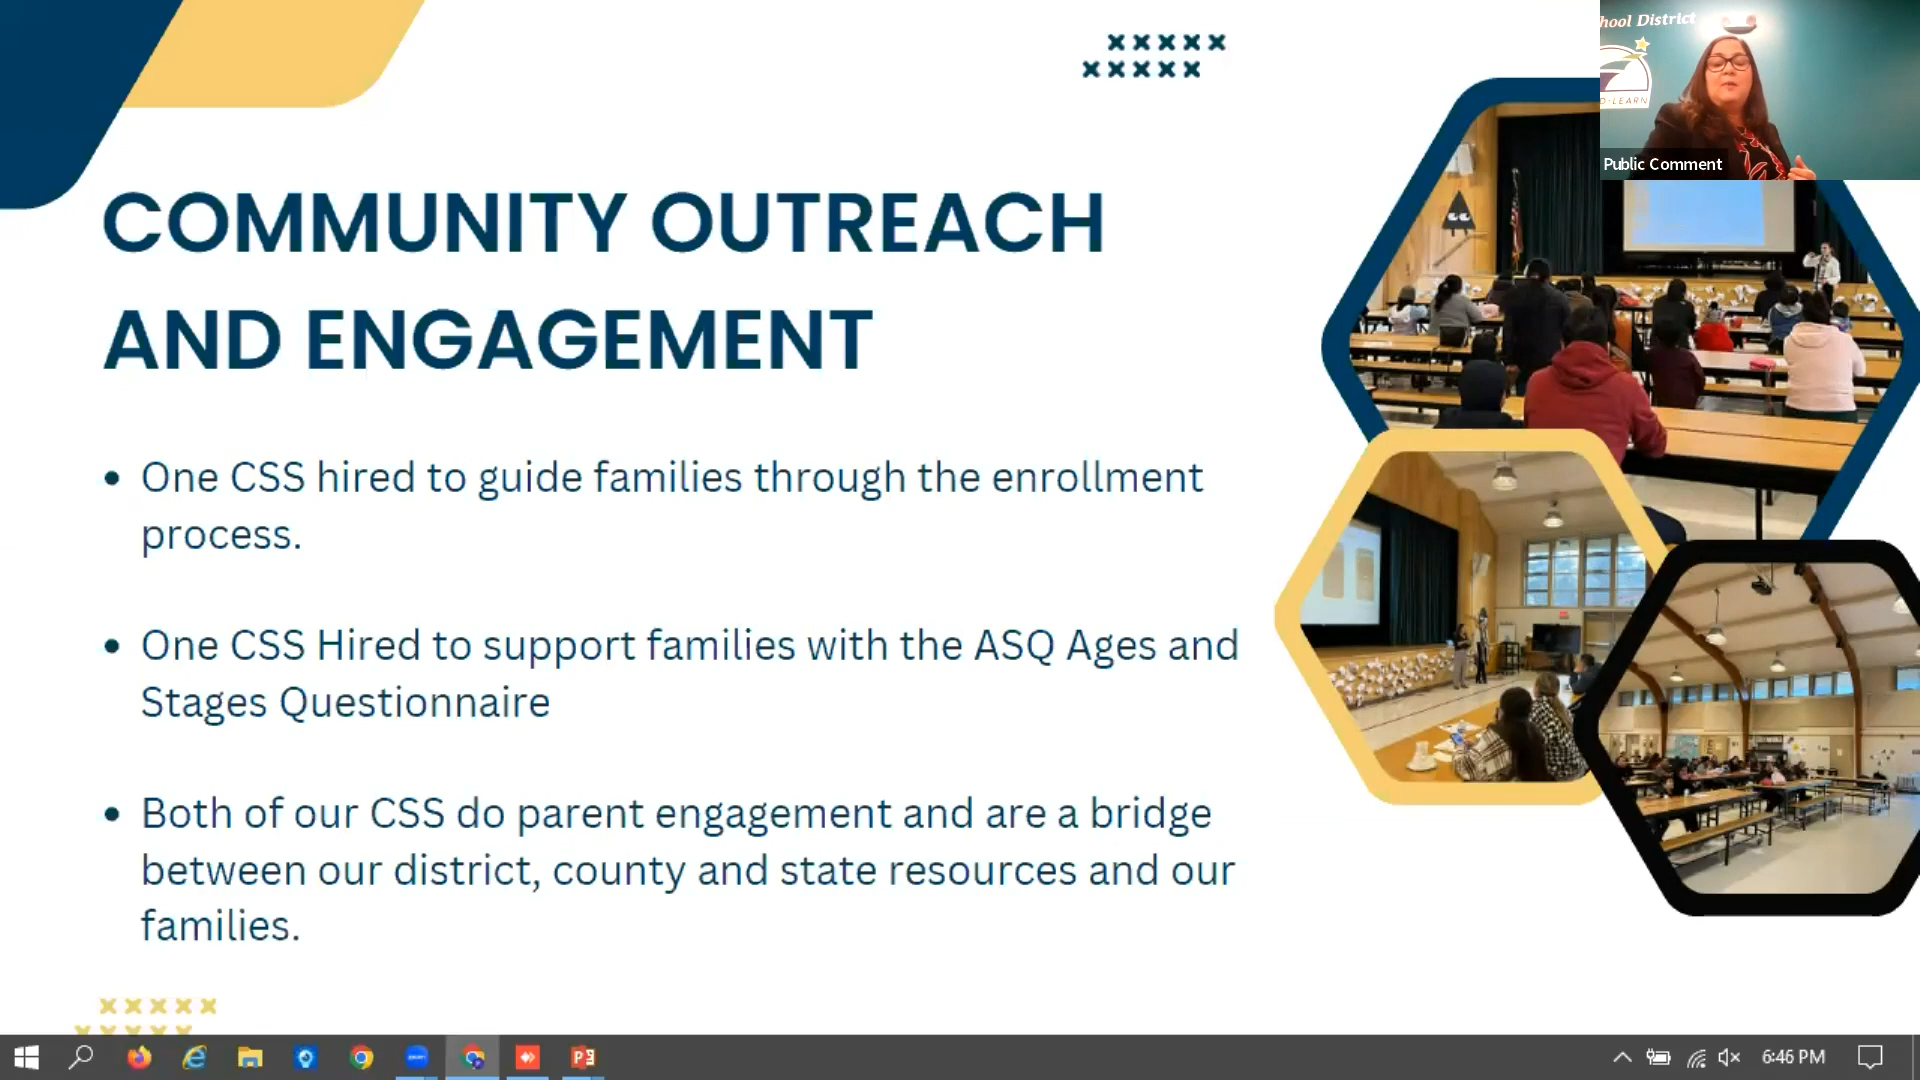 hool District
D·LEARN
Public Comment
COMMUNITY OUTREACH
AND ENGAGEMENT
• One CSS hired to guide families through the enrollment
process.
• One CSS Hired to support families with the ASQ Ages and
Stages Questionnaire
• Both of our CSS do parent engagement and are a bridge
between our district, county and state resources and our
families.
6:46 PM